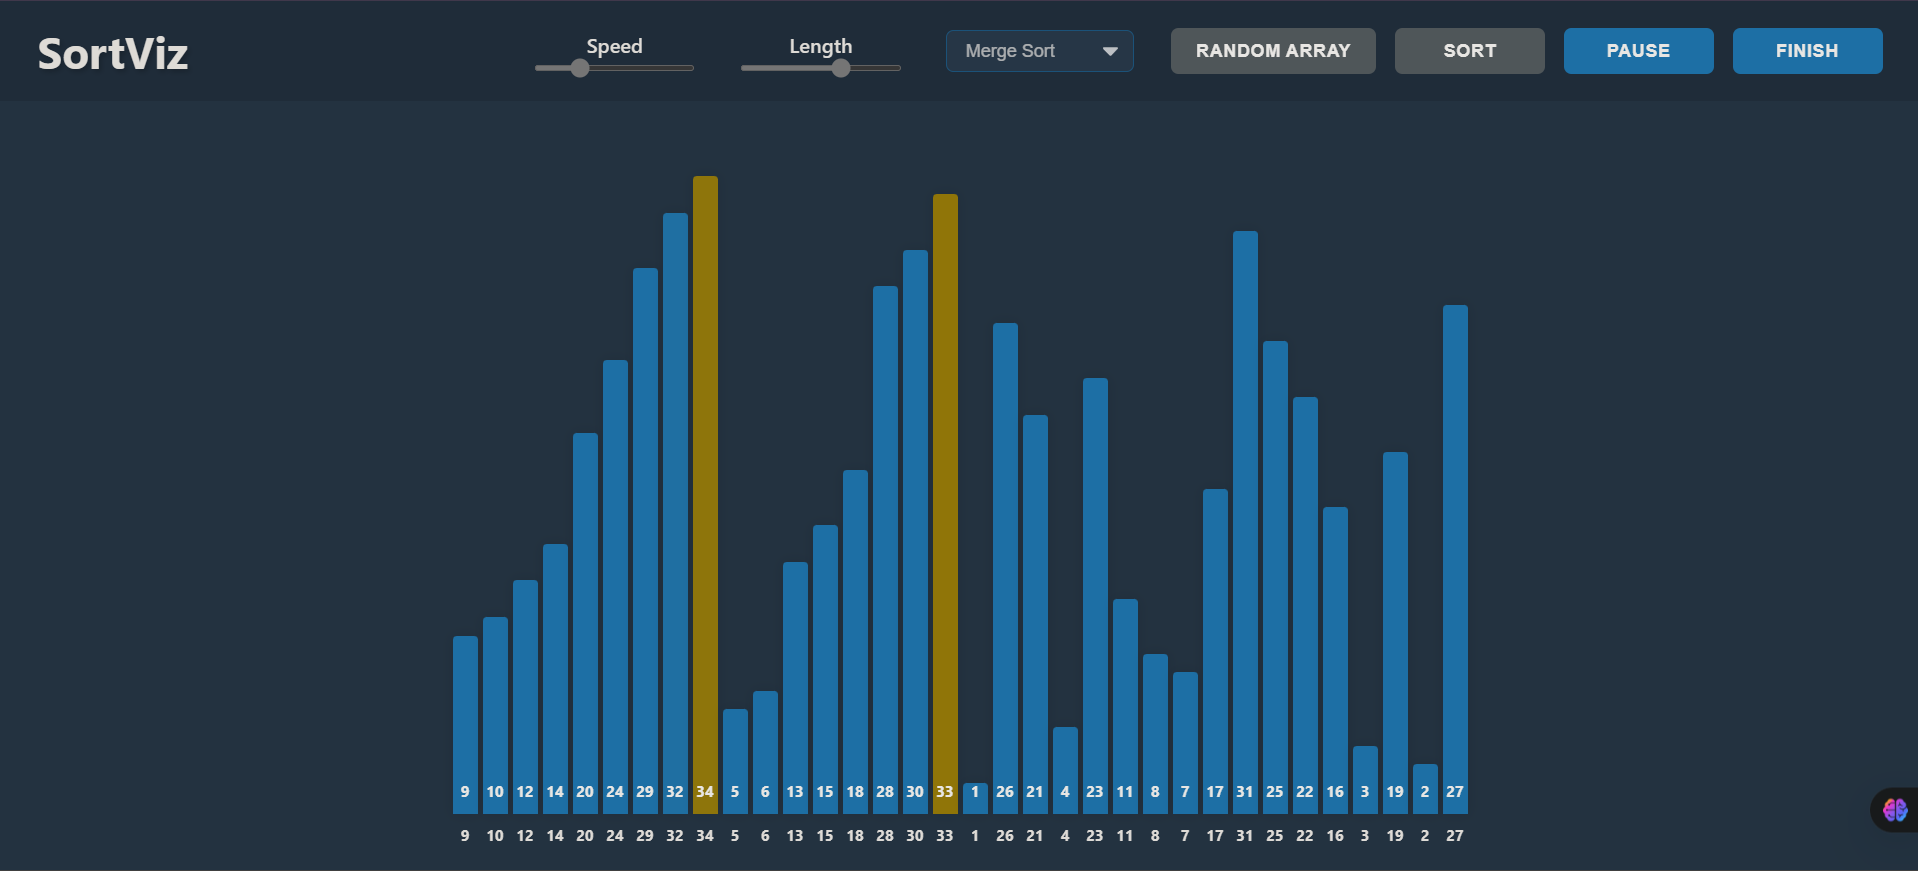 SortViz
Speed
Length
Merge Sort
RANDOM ARRAY
SORT
PAUSE
FINISH
9 10 12 14 20 24 29 32 34 5 6 13 15 18 28 30 33 1 26 21 4 23 11 8 7 17 31 25 22 16 3 19 2 27
9 10 12 14 20 24 29 32 34 5 6 13 15 18 28 30 33 1 26 21 4 23 11 8 7 17 31 25 22 16 3 19 2 27